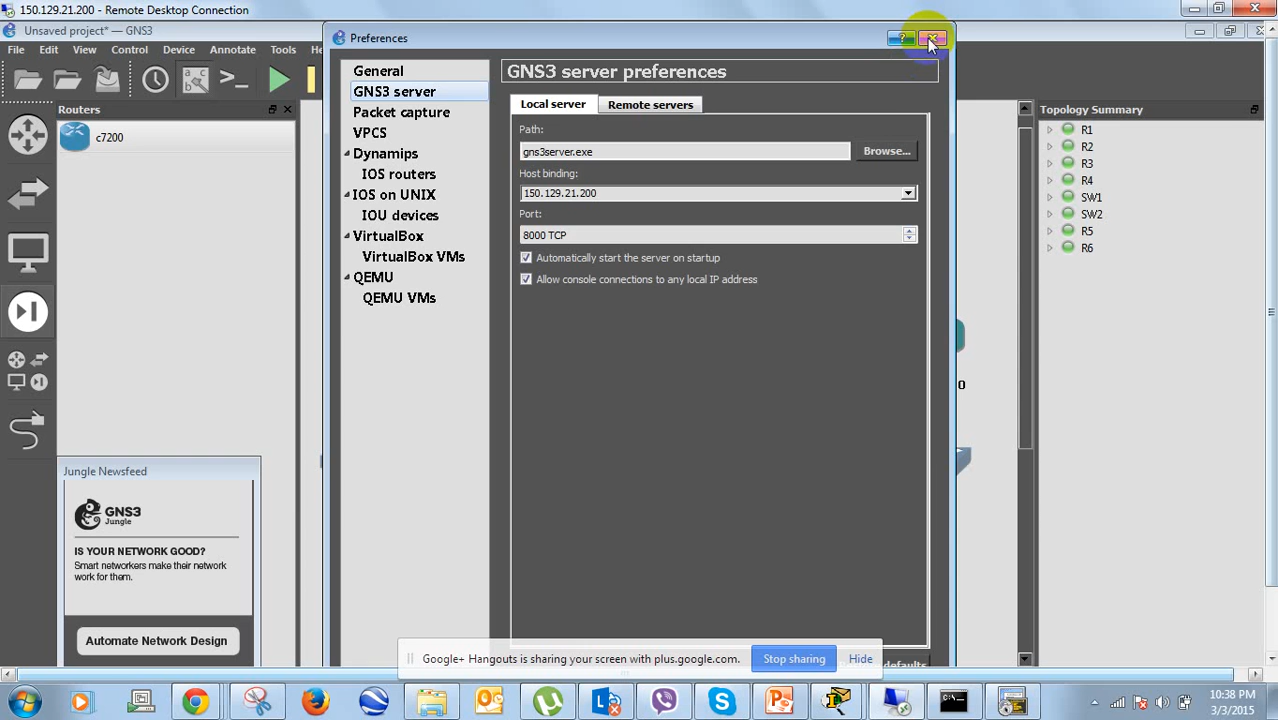 150.129.21.200 - Remote Desktop Connection
Unsaved project* — GNS3
File Edit View Control Device Annotate Tools
Routers
c7200
Jungle Newsfeed
GNS3
Jungle
IS YOUR NETWORK GOOD?
Smart networkers make their network
work for them.
Automate Network Design
Preferences
General
GNS3 server
Packet capture
VPCS
Dynamips
IOS routers
IOS on UNIX
IOU devices
VirtualBox
VirtualBox VMs
QEMU
QEMU VMs
GNS3 server preferences
Local server Remote servers
Path:
gns3server.exe Browse...
Host binding:
150.129.21.200
Port:
8000 TCP
Automatically start the server on startup
Allow console connections to any local IP address
Topology Summary
R1
R2
R3
R4
SW1
SW2
R5
R6
Google+ Hangouts is sharing your screen with plus.google.com. Stop sharing Hide
10:38 PM
3/3/2015